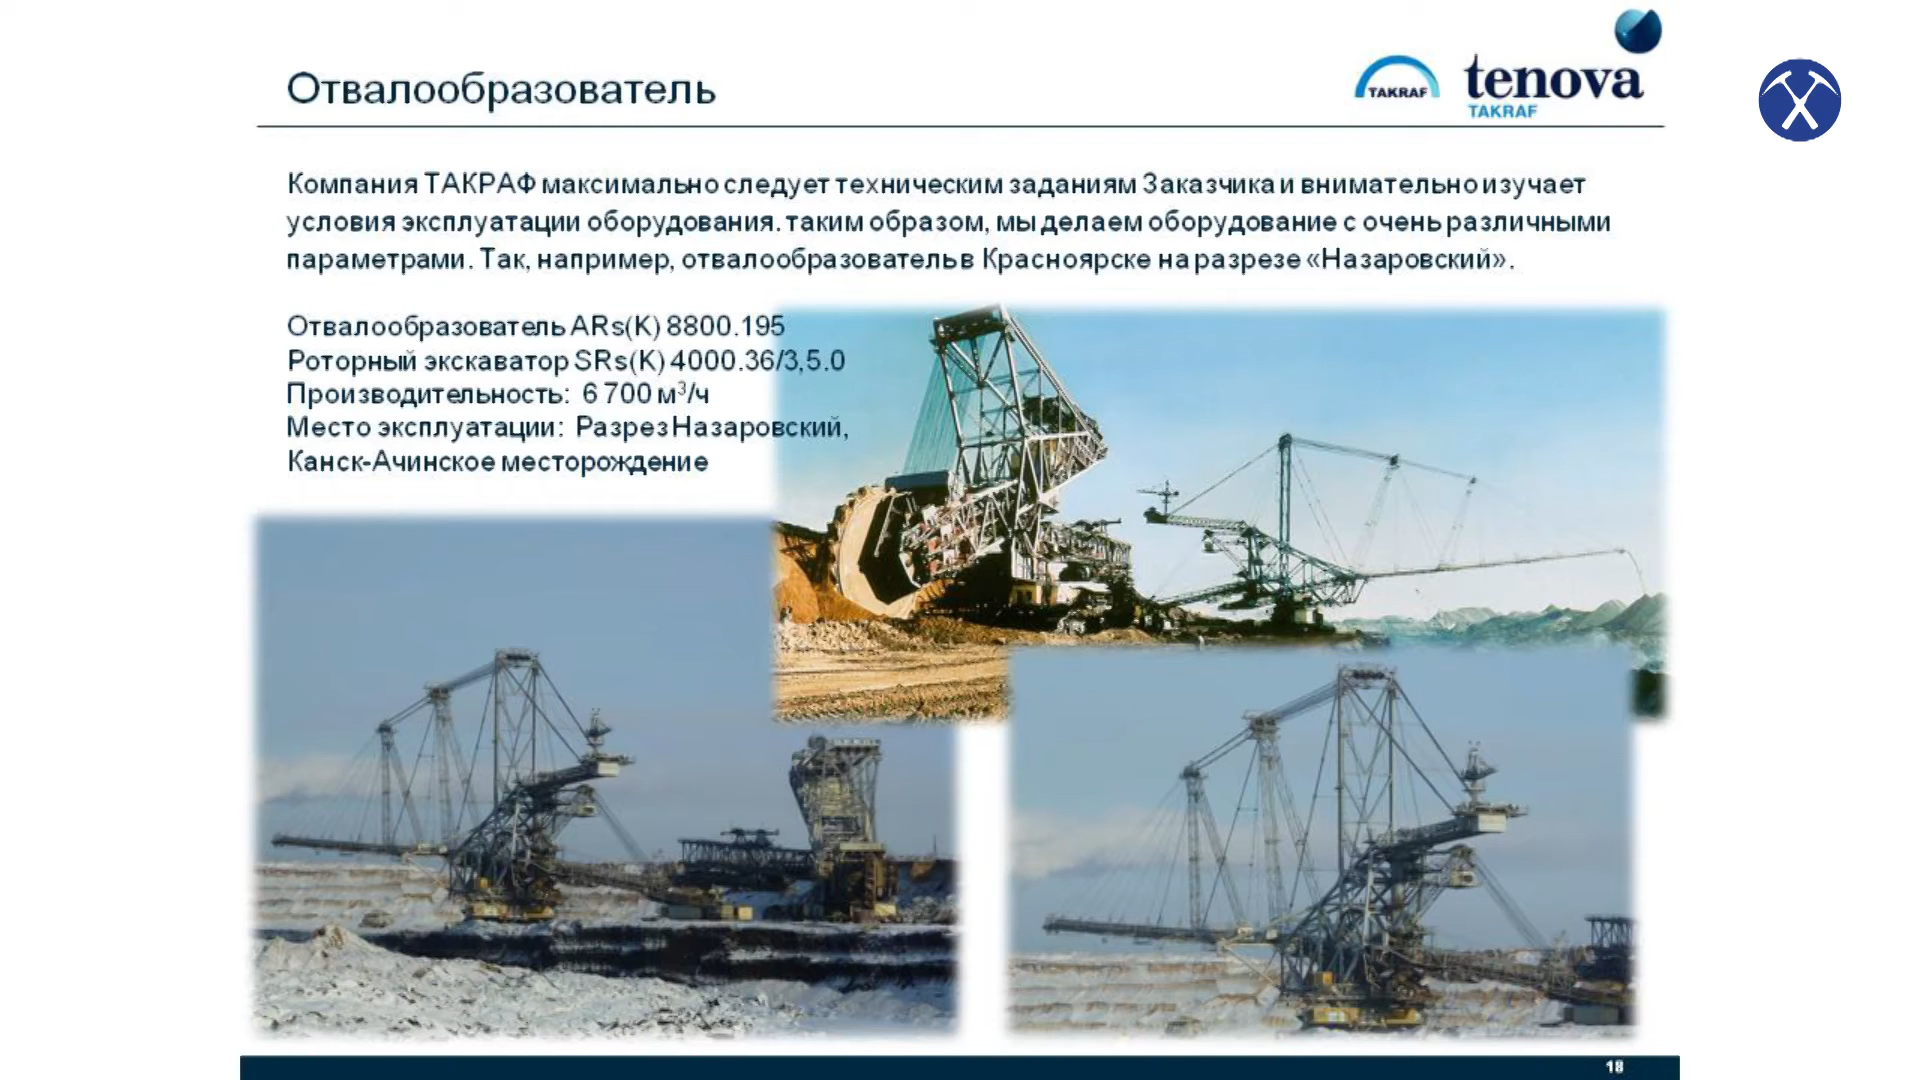 Отвалообразователь
TAKRAF
tenova
TAKRAF
Компания ТАКРАФ максимально следует техническим заданиям Заказчика и внимательно изучает
условия эксплуатации оборудования. таким образом, мы делаем оборудование с очень различными
параметрами. Так, например, отвалообразователь в Красноярске на разрезе «Назаровский».
Отвалообразователь ARs(K) 8800.195
Роторный экскаватор SRs(K) 4000.36/3,5.0
Производительность: 6 700 м³/ч
Место эксплуатации: Разрез Назаровский,
Канск-Ачинское месторождение
18